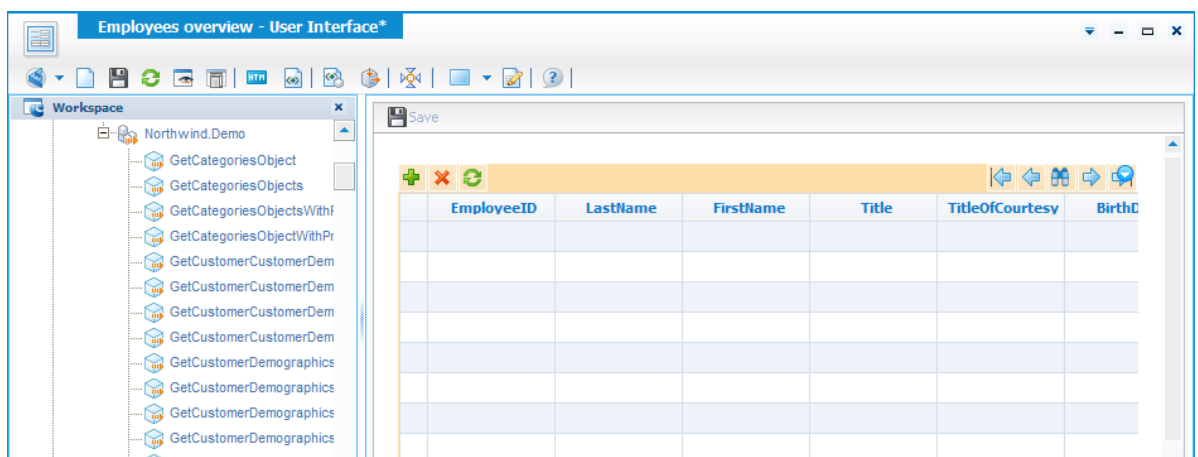 Employees overview - User Interface*
HTM
Workspace
Northwind.Demo
GetCategoriesObject
GetCategoriesObjects
GetCategoriesObjectsWithF
GetCategoriesObjectWithPr
GetCustomerCustomerDem
GetCustomerCustomerDem
GetCustomerCustomerDem
GetCustomerCustomerDem
GetCustomerDemographics
GetCustomerDemographics
GetCustomerDemographics
GetCustomerDemographics
Save
EmployeeID LastName FirstName Title TitleOfCourtesy BirthD